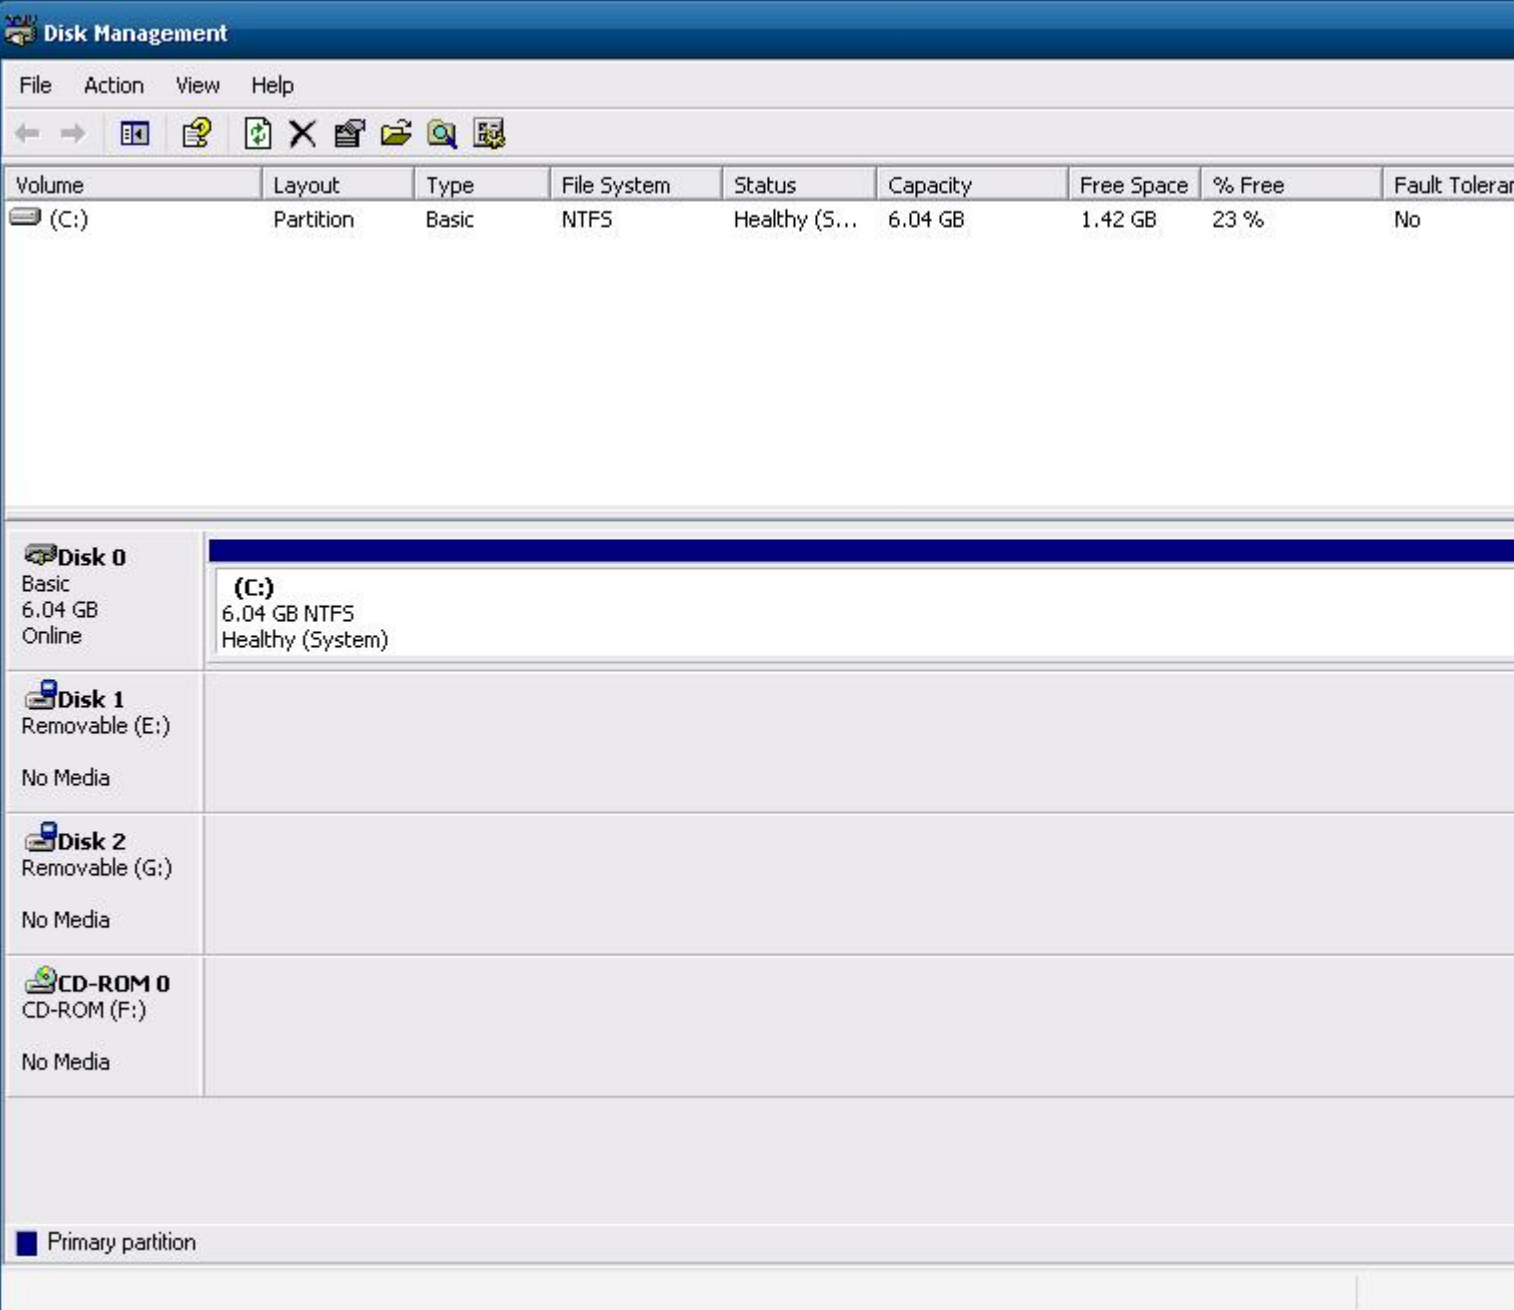 Disk Management
File Action View Help
Volume Layout Type File System Status Capacity Free Space % Free Fault Toleran
(C:) Partition Basic NTFS Healthy (S... 6.04 GB 1.42 GB 23 % No
Disk 0
Basic
6.04 GB
Online
(C:)
6.04 GB NTFS
Healthy (System)
Disk 1
Removable (E:)
No Media
Disk 2
Removable (G:)
No Media
CD-ROM 0
CD-ROM (F:)
No Media
Primary partition